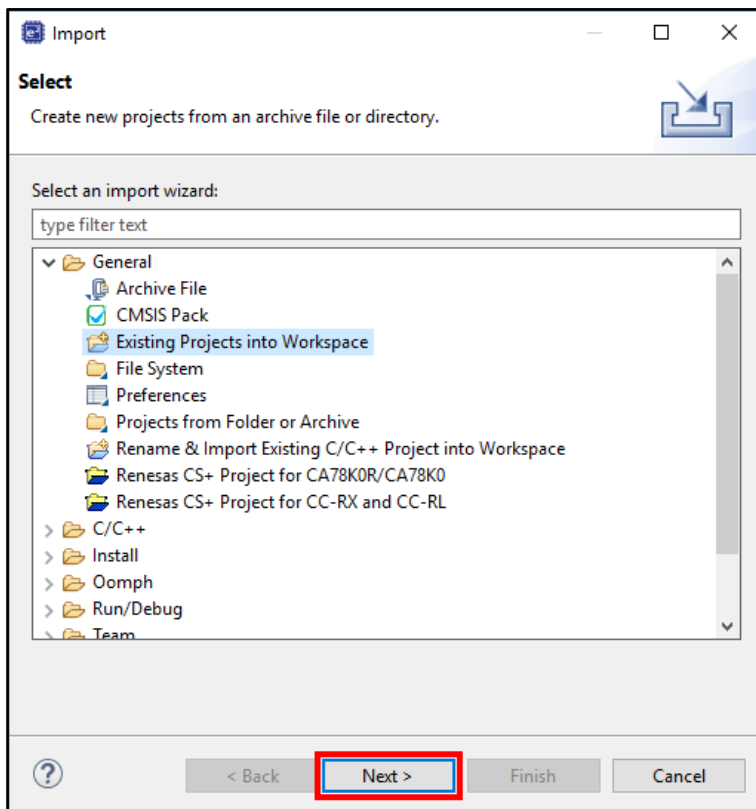 Import
Select
Create new projects from an archive file or directory.
Select an import wizard:
type filter text
General
Archive File
CMSIS Pack
Existing Projects into Workspace
File System
Preferences
Projects from Folder or Archive
Rename & Import Existing C/C++ Project into Workspace
Renesas CS+ Project for CA78K0R/CA78K0
Renesas CS+ Project for CC-RX and CC-RL
C/C++
Install
Oomph
Run/Debug
Team
? < Back Next > Finish Cancel